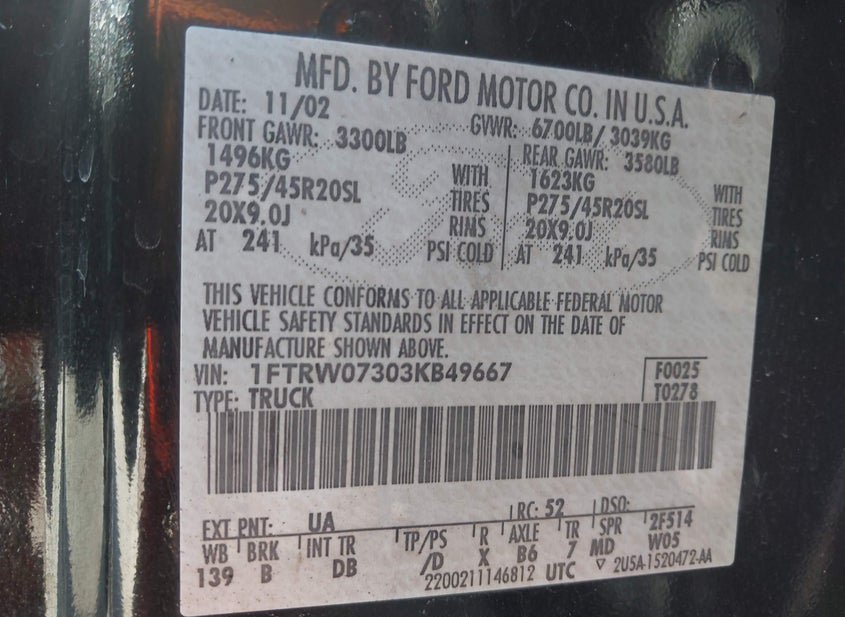 MFD. BY FORD MOTOR CO. IN U.S.A.
DATE: 11/02 GVWR: 6700LB/ 3039KG
FRONT GAWR: 3300LB REAR GAWR: 3580LB
1496KG WITH 1623KG WITH
P275/45R20SL TIRES P275/45R20SL TIRES
20X9.0J RIMS 20X9.0J RIMS
AT 241 kPa/35 PSI COLD AT 241 kPa/35 PSI COLD
THIS VEHICLE CONFORMS TO ALL APPLICABLE FEDERAL MOTOR
VEHICLE SAFETY STANDARDS IN EFFECT ON THE DATE OF
MANUFACTURE SHOWN ABOVE.
VIN: 1FTRW07303KB49667 F0025
TYPE: TRUCK T0278
EXT PNT: UA RC: 52 DSO:
WB BRK INT TR TP/PS R AXLE TR SPR 2F514
139 B DB /D X B6 7 MD W05
2200211146812 UTC ▽ 2U5A-1520472-AA